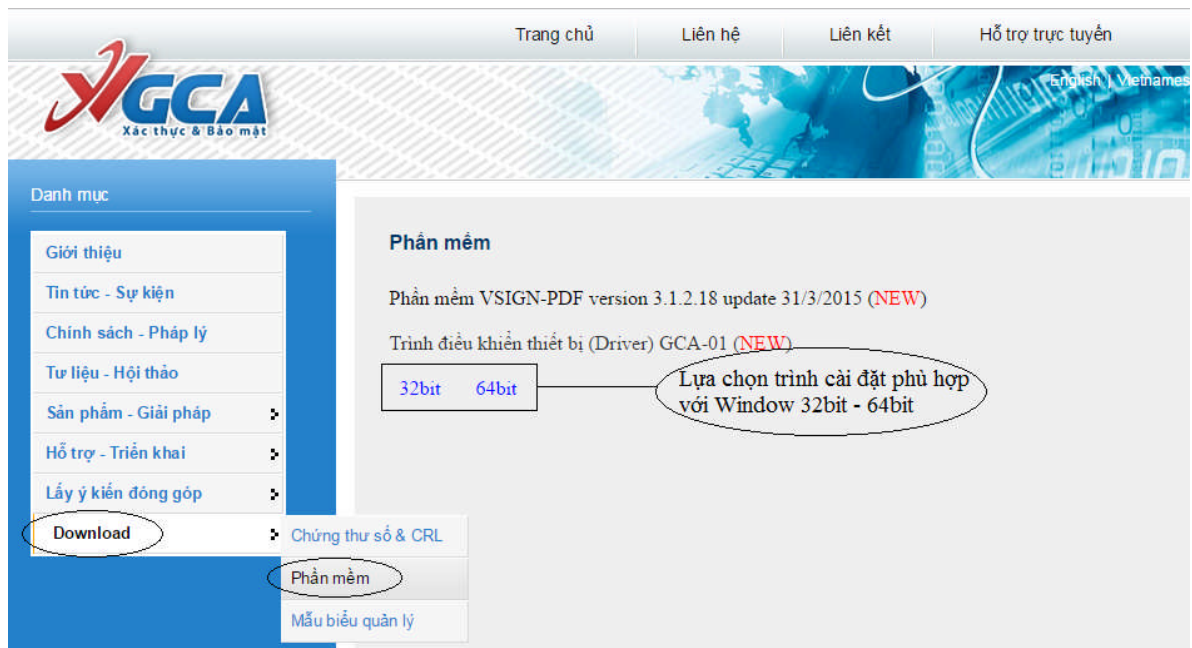 Trang chủ Liên hệ Liên kết Hỗ trợ trực tuyến
GCA
Xác thực & Bảo mật
English | Vietnames
Danh mục
Giới thiệu
Tin tức - Sự kiện
Chính sách - Pháp lý
Tư liệu - Hội thảo
Sản phẩm - Giải pháp
Hỗ trợ - Triển khai
Lấy ý kiến đóng góp
Download
Chứng thư số & CRL
Phần mềm
Mẫu biểu quản lý
Phần mềm
Phần mềm VSIGN-PDF version 3.1.2.18 update 31/3/2015 (NEW)
Trình điều khiển thiết bị (Driver) GCA-01 (NEW)
32bit 64bit
Lựa chọn trình cài đặt phù hợp
với Window 32bit - 64bit